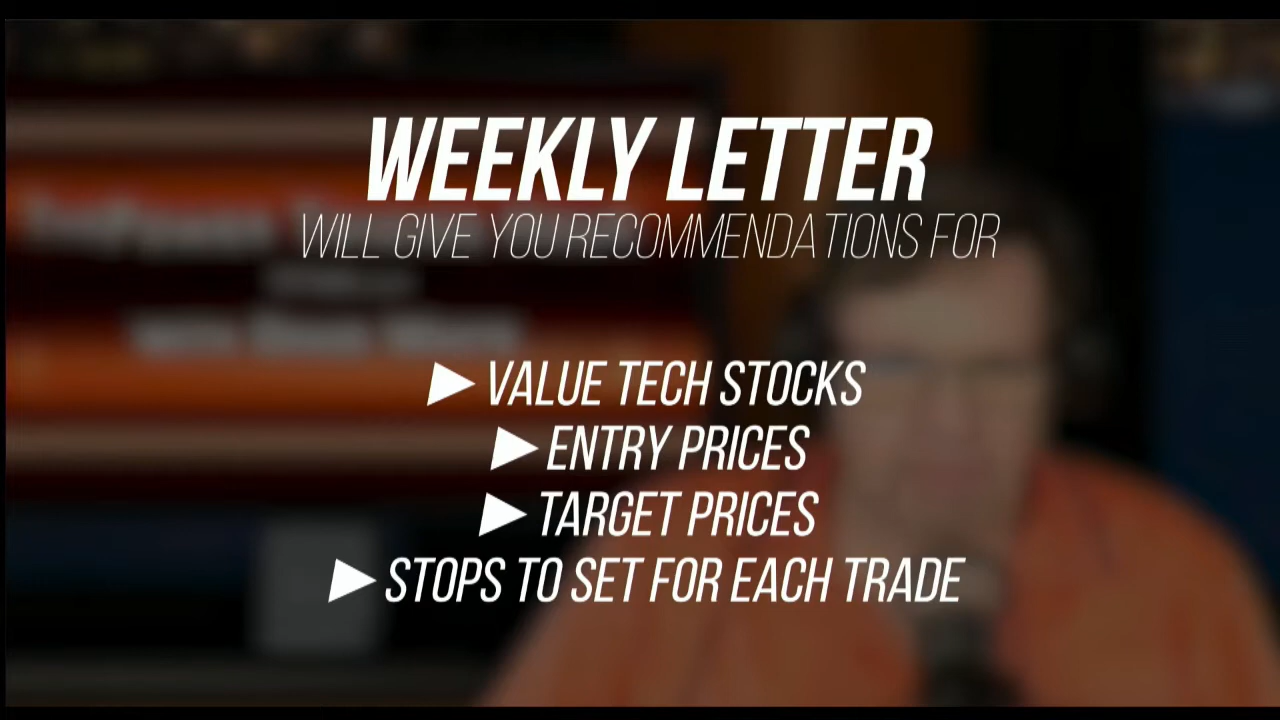 WEEKLY LETTER
WILL GIVE YOU RECOMMENDATIONS FOR
▶ VALUE TECH STOCKS
▶ ENTRY PRICES
▶ TARGET PRICES
▶ STOPS TO SET FOR EACH TRADE